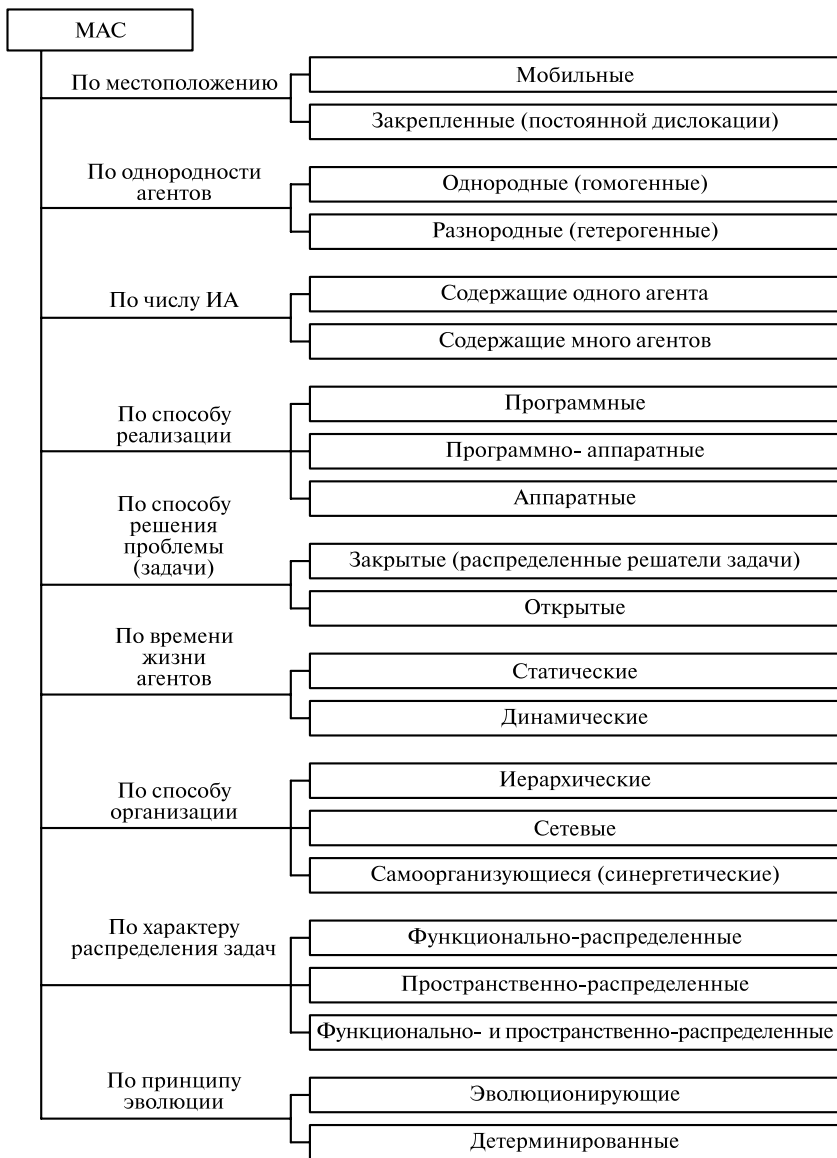 МАС
По местоположению
Мобильные
Закрепленные (постоянной дислокации)
По однородности
агентов
Однородные (гомогенные)
Разнородные (гетерогенные)
По числу ИА
Содержащие одного агента
Содержащие много агентов
По способу
реализации
Программные
Программно- аппаратные
Аппаратные
По способу
решения
проблемы
(задачи)
Закрытые (распределенные решатели задачи)
Открытые
По времени
жизни
агентов
Статические
Динамические
По способу
организации
Иерархические
Сетевые
Самоорганизующиеся (синергетические)
По характеру
распределения задач
Функционально-распределенные
Пространственно-распределенные
Функционально- и пространственно-распределенные
По принципу
эволюции
Эволюционирующие
Детерминированные